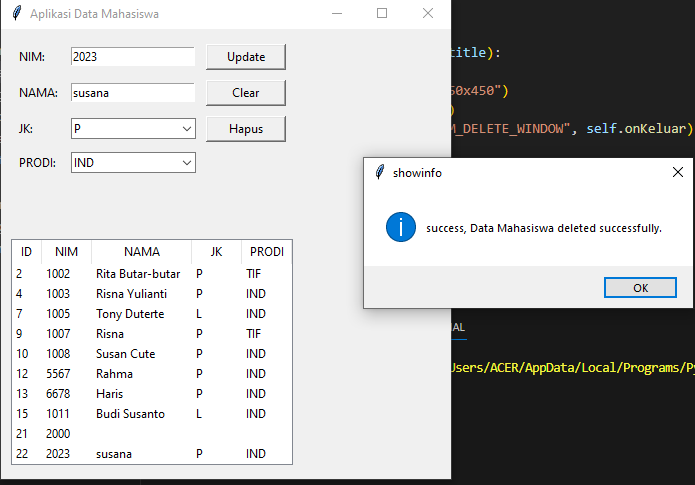 Aplikasi Data Mahasiswa
NIM: 2023 Update
NAMA: susana Clear
JK: P Hapus
PRODI: IND
ID NIM NAMA JK PRODI
2 1002 Rita Butar-butar P TIF
4 1003 Risna Yulianti P IND
7 1005 Tony Duterte L IND
9 1007 Risna P TIF
10 1008 Susan Cute P IND
12 5567 Rahma P IND
13 6678 Haris P IND
15 1011 Budi Susanto L IND
21 2000
22 2023 susana P IND
title):
50x450")
)
M_DELETE_WINDOW", self.onKeluar)
showinfo
success, Data Mahasiswa deleted successfully.
OK
NAL
Users/ACER/AppData/Local/Programs/Py